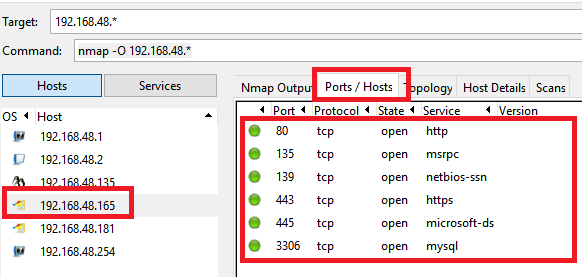 Target: 192.168.48.*
Command: nmap -O 192.168.48.*
Hosts Services
Nmap Output Ports / Hosts Topology Host Details Scans
OS Host
192.168.48.1
192.168.48.2
192.168.48.135
192.168.48.165
192.168.48.181
192.168.48.254
Port Protocol State Service Version
80 tcp open http
135 tcp open msrpc
139 tcp open netbios-ssn
443 tcp open https
445 tcp open microsoft-ds
3306 tcp open mysql